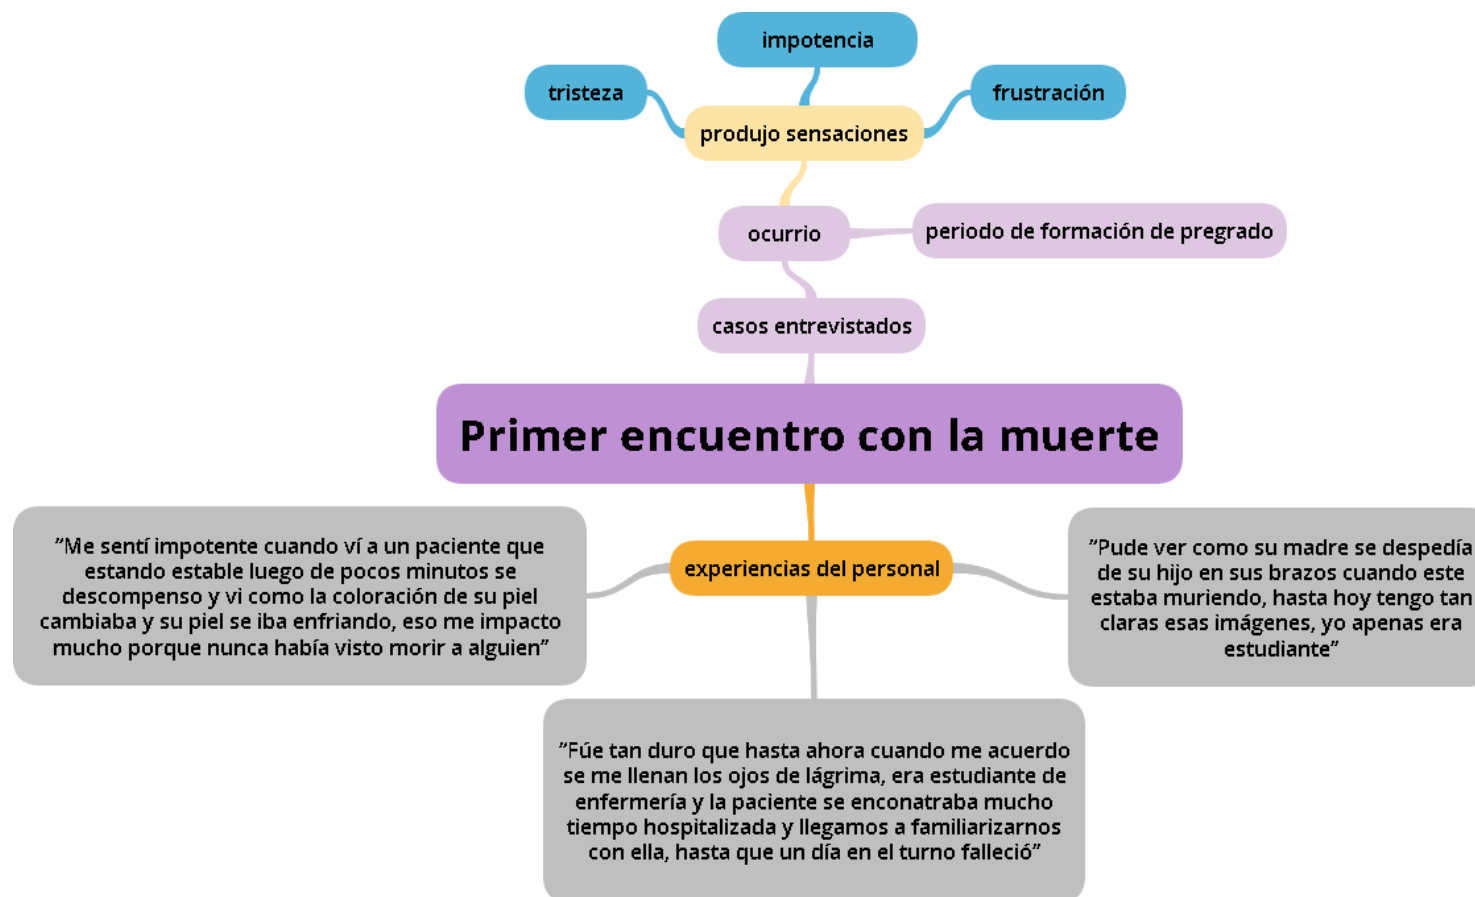 impotencia
tristeza
frustración
produjo sensaciones
ocurrio
periodo de formación de pregrado
casos entrevistados
Primer encuentro con la muerte
experiencias del personal
"Me sentí impotente cuando ví a un paciente que
estando estable luego de pocos minutos se
descompenso y vi como la coloración de su piel
cambiaba y su piel se iba enfriando, eso me impacto
mucho porque nunca había visto morir a alguien"
"Pude ver como su madre se despedía
de su hijo en sus brazos cuando este
estaba muriendo, hasta hoy tengo tan
claras esas imágenes, yo apenas era
estudiante"
"Fúe tan duro que hasta ahora cuando me acuerdo
se me llenan los ojos de lágrima, era estudiante de
enfermería y la paciente se enconatraba mucho
tiempo hospitalizada y llegamos a familiarizarnos
con ella, hasta que un día en el turno falleció"